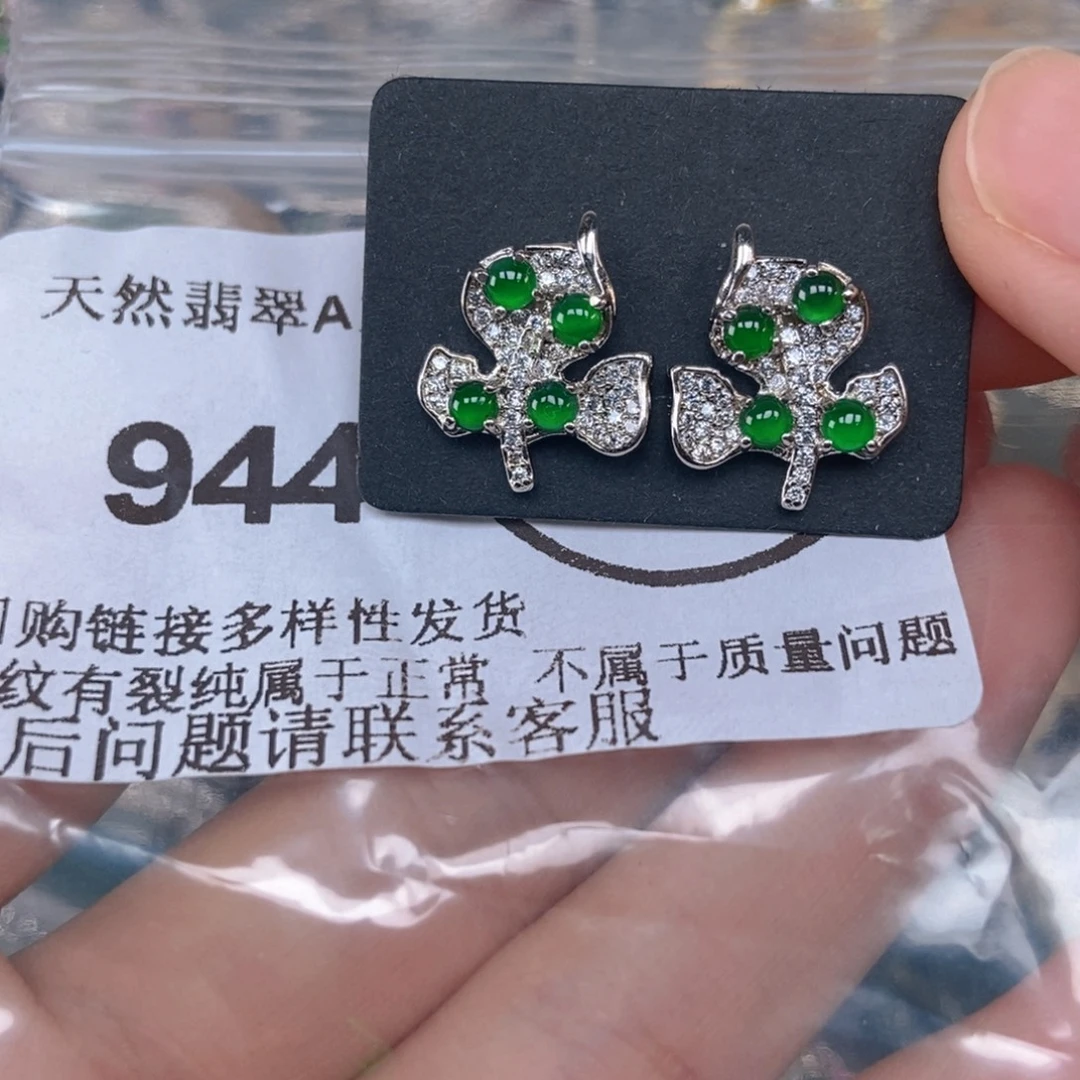 天然翡翠A
944
购链接多样性发货
纹有裂纯属于正常 不属于质量问题
后问题请联系客服